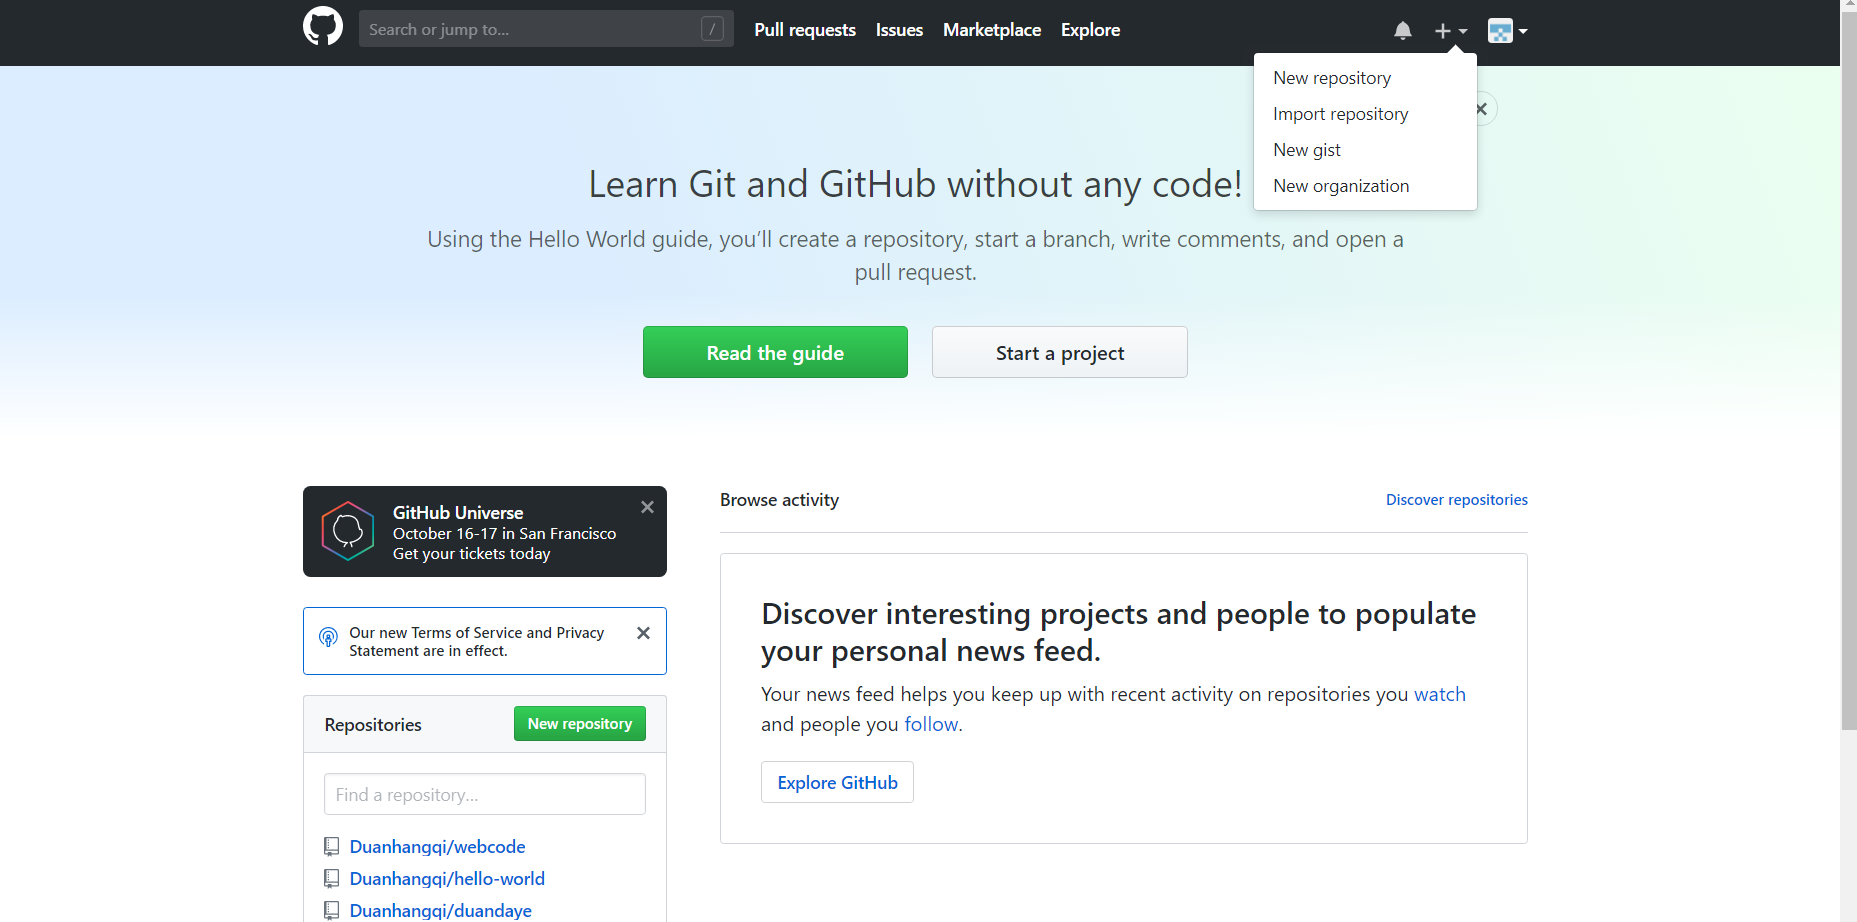 Search or jump to...
/
Pull requests
Issues
Marketplace
Explore
New repository
Import repository
New gist
New organization
Learn Git and GitHub without any code!
Using the Hello World guide, you’ll create a repository, start a branch, write comments, and open a
pull request.
Read the guide
Start a project
GitHub Universe
October 16-17 in San Francisco
Get your tickets today
Our new Terms of Service and Privacy
Statement are in effect.
Repositories
New repository
Find a repository...
Duanhangqi/webcode
Duanhangqi/hello-world
Duanhangqi/duandaye
Browse activity
Discover repositories
Discover interesting projects and people to populate
your personal news feed.
Your news feed helps you keep up with recent activity on repositories you watch
and people you follow.
Explore GitHub